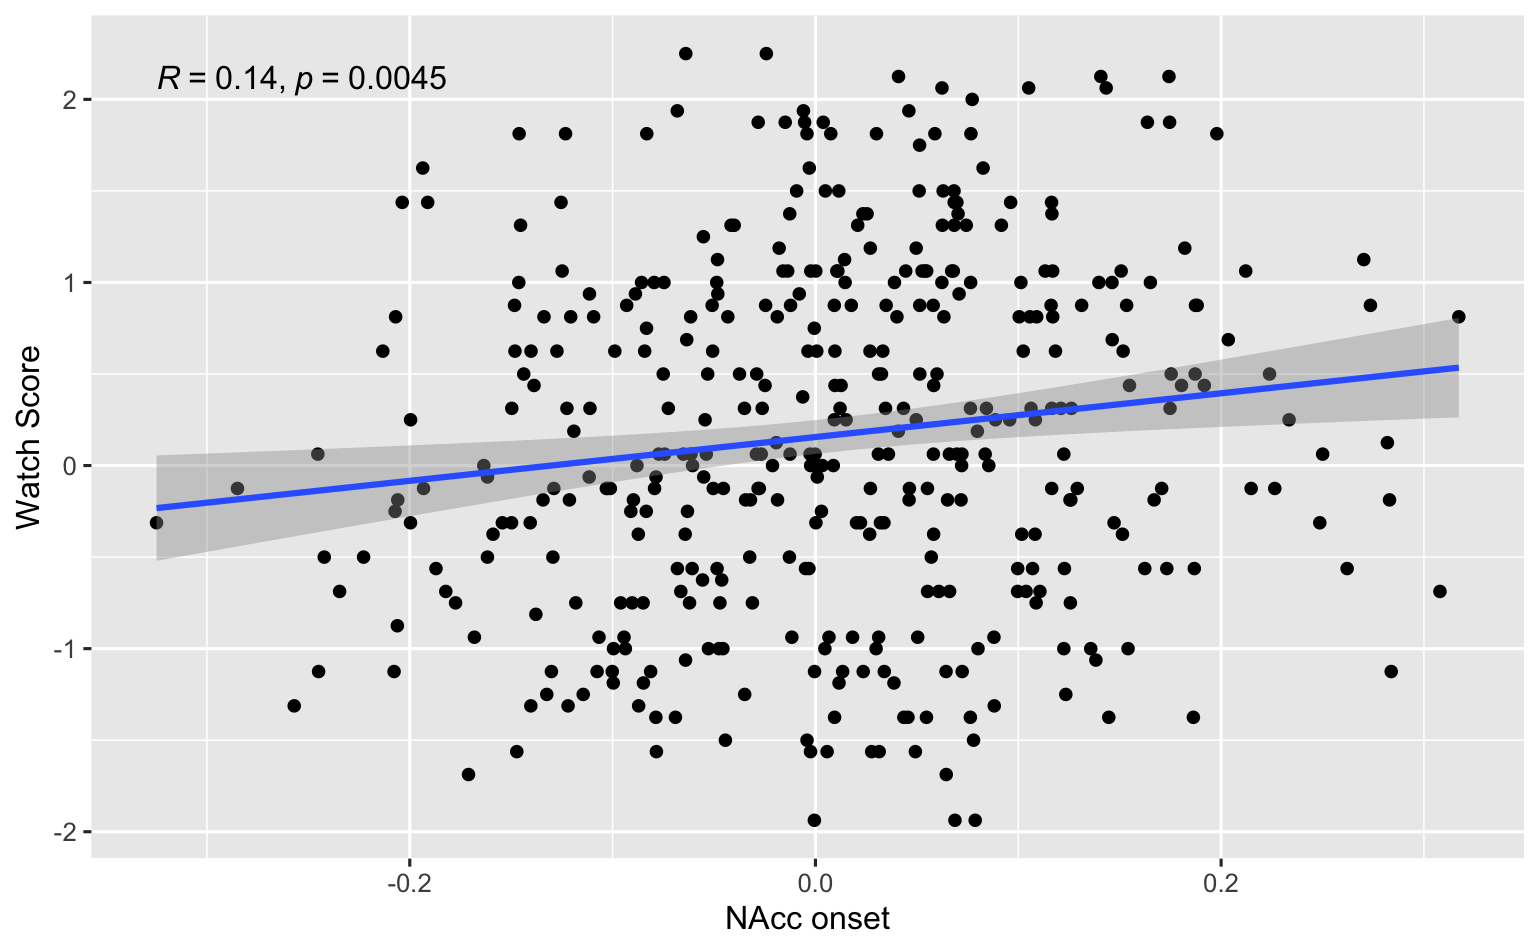 R = 0.14, p = 0.0045
Watch Score
2
1
0
-1
-2
-0.2
0.0
0.2
NAcc onset